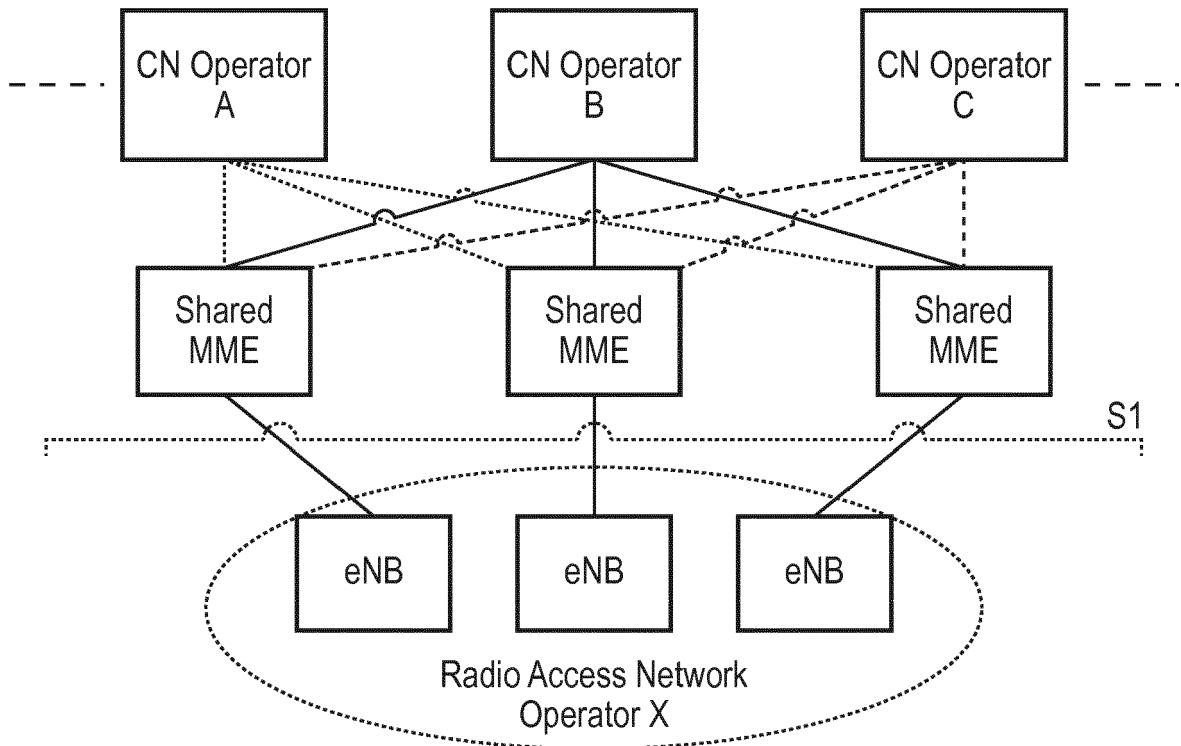 CN Operator
A
CN Operator
B
CN Operator
C
Shared
MME
Shared
MME
Shared
MME
S1
eNB
eNB
eNB
Radio Access Network
Operator X